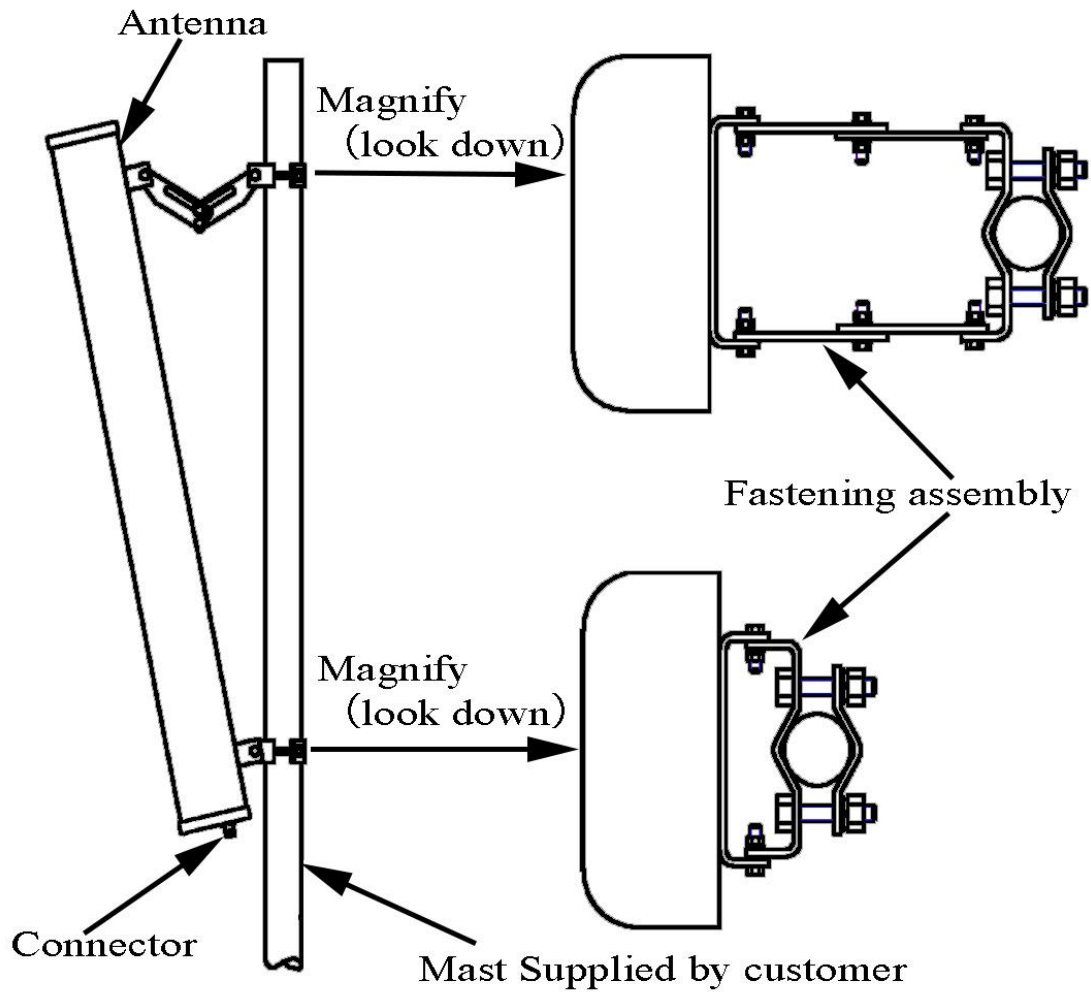 Antenna
Magnify
(look down)
Fastening assembly
Magnify
(look down)
Connector
Mast Supplied by customer